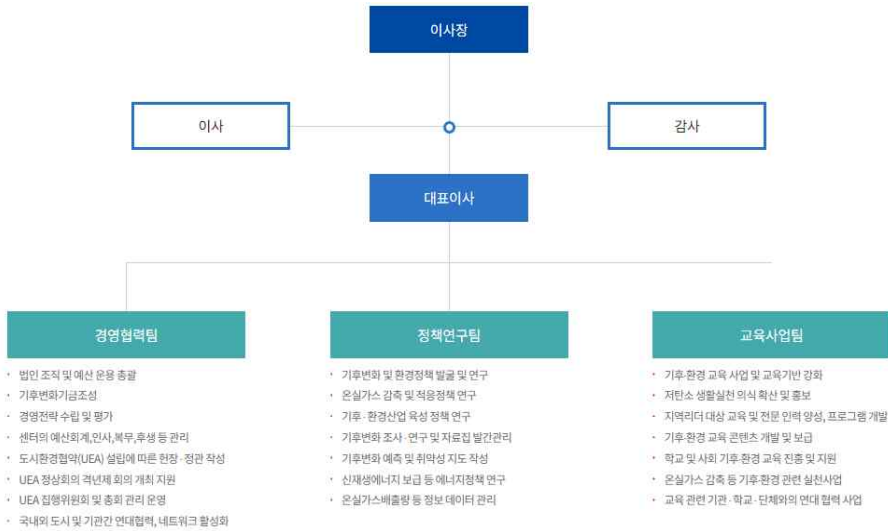 이사장
이사
감사
대표이사
경영협력팀
· 법인 조직 및 예산 운용 총괄
· 기후변화기금조성
· 경영전략 수립 및 평가
· 센터의 예산회계,인사,복무,후생 등 관리
· 도시환경협약(UEA) 설립에 따른 헌장·정관 작성
· UEA 정상회의 격년제 회의 개최 지원
· UEA 집행위원회 및 총회 관리 운영
· 국내외 도시 및 기관간 연대협력, 네트워크 활성화
정책연구팀
· 기후변화 및 환경정책 발굴 및 연구
· 온실가스 감축 및 적응정책 연구
· 기후·환경산업 육성 정책 연구
· 기후변화 조사·연구 및 자료집 발간관리
· 기후변화 예측 및 취약성 지도 작성
· 신재생에너지 보급 등 에너지정책 연구
· 온실가스배출량 등 정보 데이터 관리
교육사업팀
· 기후·환경 교육 사업 및 교육기반 강화
· 저탄소 생활실천 의식 확산 및 홍보
· 지역리더 대상 교육 및 전문 인력 양성, 프로그램 개발
· 기후·환경 교육 콘텐츠 개발 및 보급
· 학교 및 사회 기후·환경 교육 진흥 및 지원
· 온실가스 감축 등 기후·환경 관련 실천사업
· 교육 관련 기관·학교·단체와의 연대 협력 사업